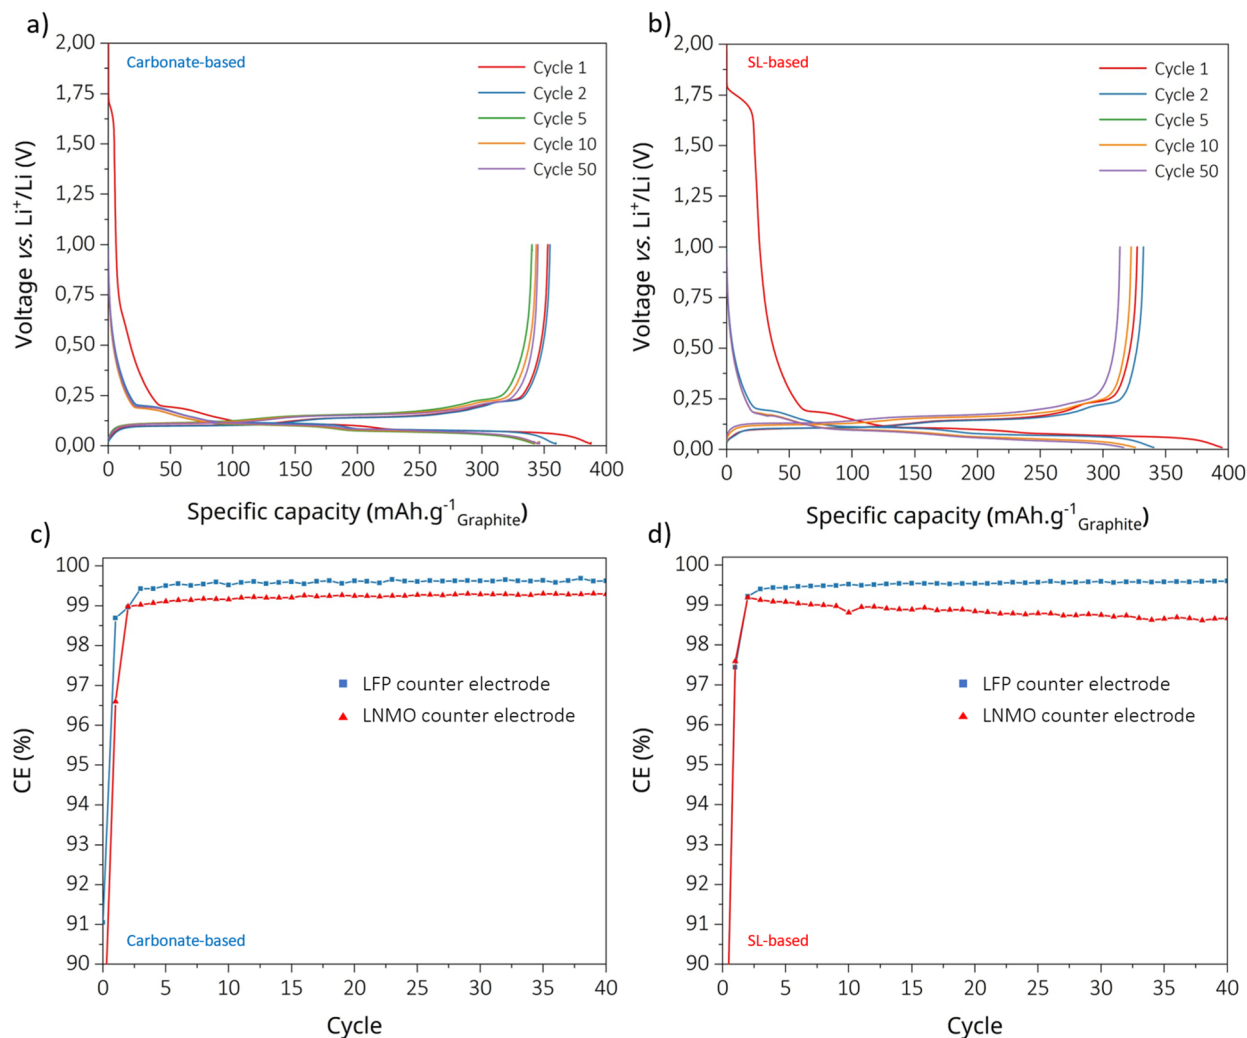 a)
Carbonate-based
Cycle 1
Cycle 2
Cycle 5
Cycle 10
Cycle 50
2,00
1,75
1,50
1,25
1,00
0,75
0,50
0,25
0,00
Voltage vs. Li⁺/Li (V)
0 50 100 150 200 250 300 350 400
Specific capacity (mAh.g⁻¹Graphite)
b)
SL-based
Cycle 1
Cycle 2
Cycle 5
Cycle 10
Cycle 50
2,00
1,75
1,50
1,25
1,00
0,75
0,50
0,25
0,00
Voltage vs. Li⁺/Li (V)
0 50 100 150 200 250 300 350 400
Specific capacity (mAh.g⁻¹Graphite)
c)
100
99
98
97
96
95
94
93
92
91
90
CE (%)
LFP counter electrode
LNMO counter electrode
Carbonate-based
0 5 10 15 20 25 30 35 40
Cycle
d)
100
99
98
97
96
95
94
93
92
91
90
CE (%)
LFP counter electrode
LNMO counter electrode
SL-based
0 5 10 15 20 25 30 35 40
Cycle